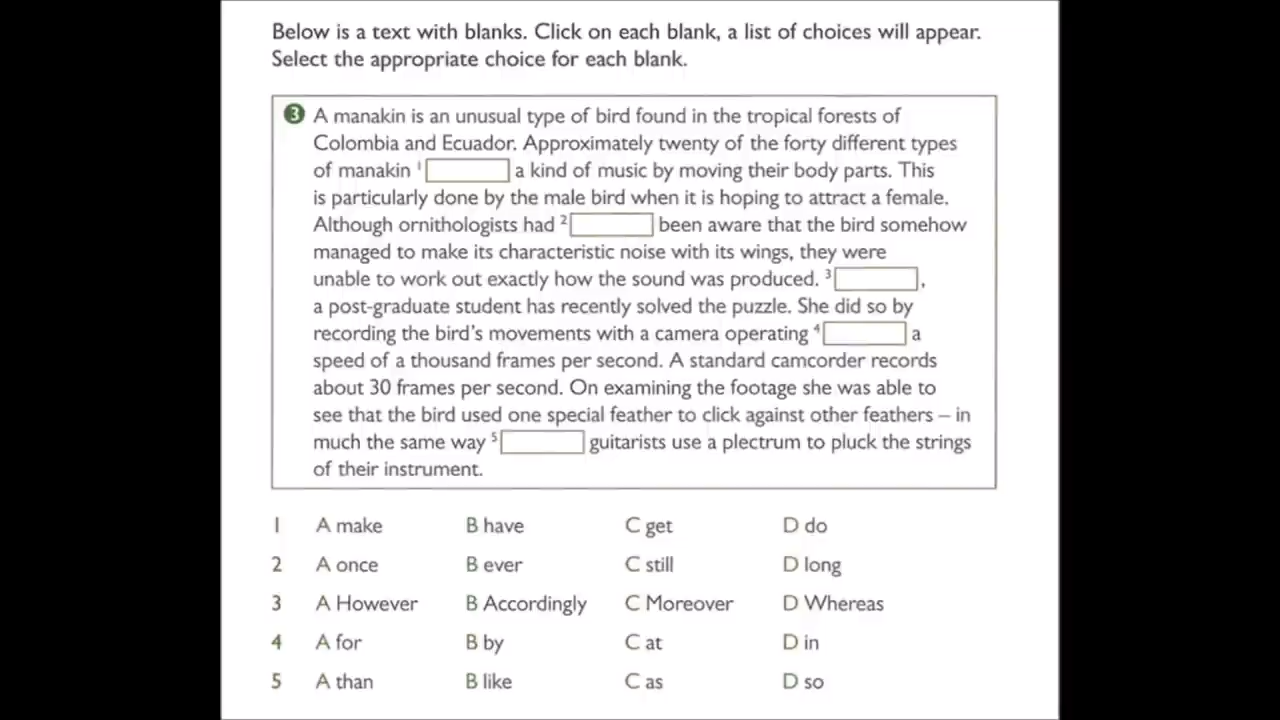 Below is a text with blanks. Click on each blank, a list of choices will appear.
Select the appropriate choice for each blank.
3 A manakin is an unusual type of bird found in the tropical forests of
Colombia and Ecuador. Approximately twenty of the forty different types
of manakin 1 a kind of music by moving their body parts. This
is particularly done by the male bird when it is hoping to attract a female.
Although ornithologists had 2 been aware that the bird somehow
managed to make its characteristic noise with its wings, they were
unable to work out exactly how the sound was produced. 3 ,
a post-graduate student has recently solved the puzzle. She did so by
recording the bird's movements with a camera operating 4 a
speed of a thousand frames per second. A standard camcorder records
about 30 frames per second. On examining the footage she was able to
see that the bird used one special feather to click against other feathers – in
much the same way 5 guitarists use a plectrum to pluck the strings
of their instrument.
1 A make B have C get D do
2 A once B ever C still D long
3 A However B Accordingly C Moreover D Whereas
4 A for B by C at D in
5 A than B like C as D so